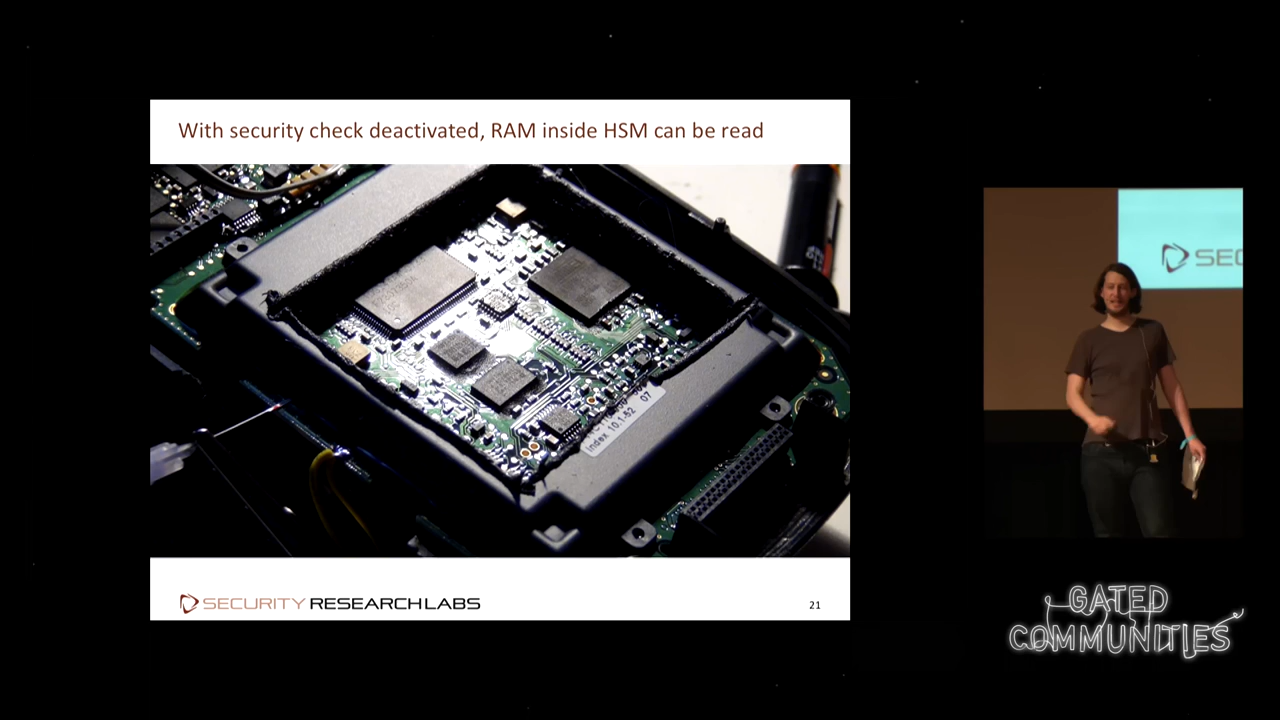 With security check deactivated, RAM inside HSM can be read
Index 10.1.52 07
SECURITY RESEARCH LABS
21
SEC
GATED
COMMUNITIES